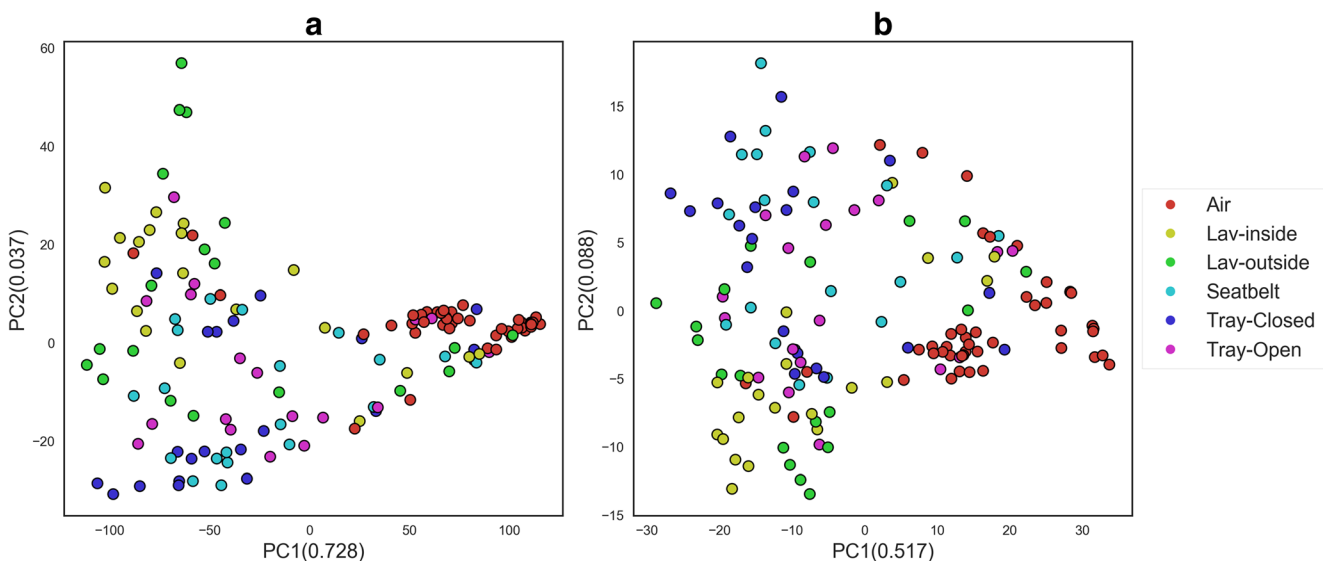 a
60
40
20
0
−20
PC2(0.037)
−100 −50 0 50 100
PC1(0.728)
b
15
10
5
0
−5
−10
−15
PC2(0.088)
−30 −20 −10 0 10 20 30
PC1(0.517)
Air
Lav-inside
Lav-outside
Seatbelt
Tray-Closed
Tray-Open